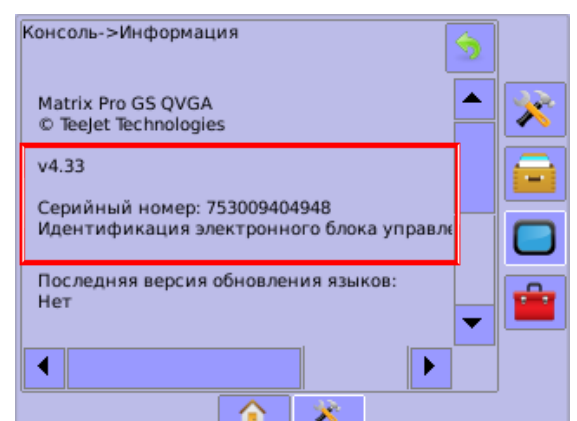 Консоль->Информация
Matrix Pro GS QVGA
© TeeJet Technologies
v4.33
Серийный номер: 753009404948
Идентификация электронного блока управле
Последняя версия обновления языков:
Нет